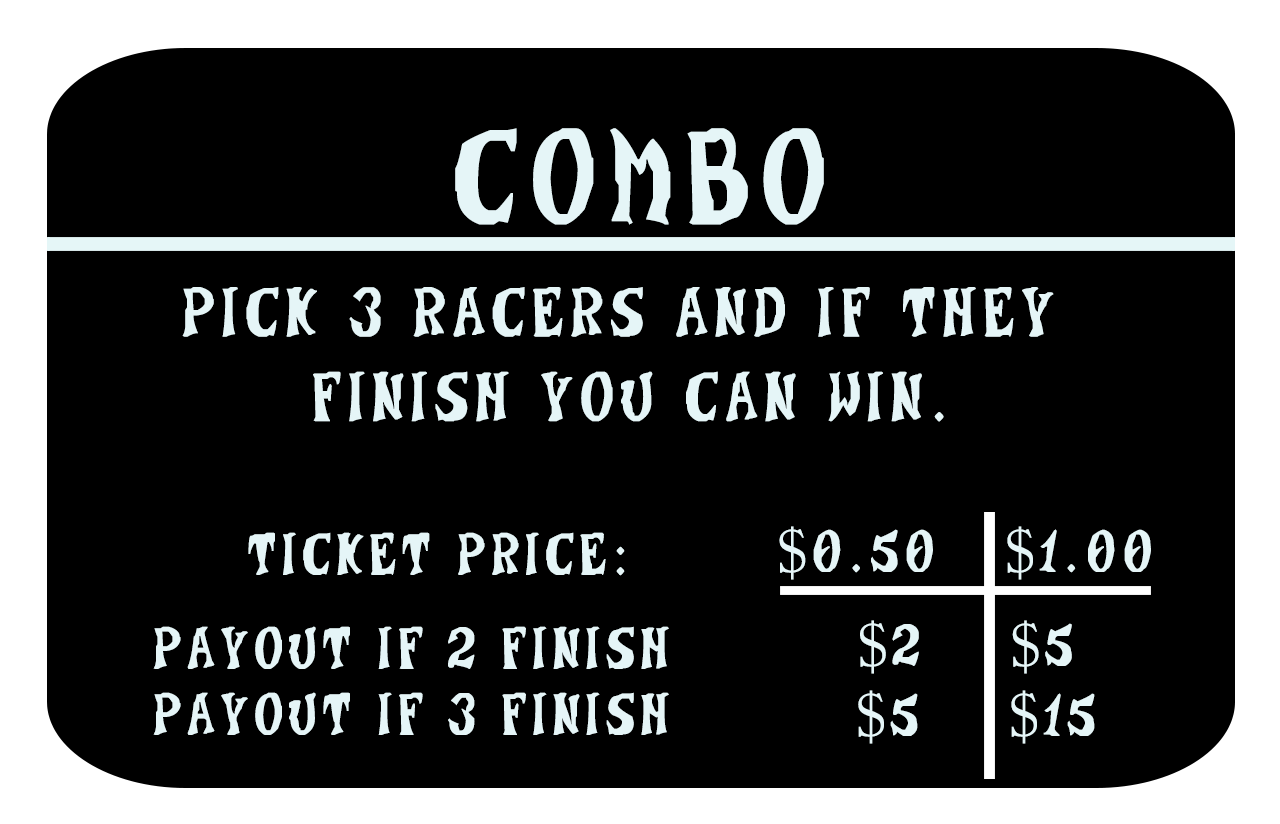 COMBO
PICK 3 RACERS AND IF THEY
FINISH YOU CAN WIN.
TICKET PRICE: $0.50 $1.00
PAYOUT IF 2 FINISH $2 $5
PAYOUT IF 3 FINISH $5 $15